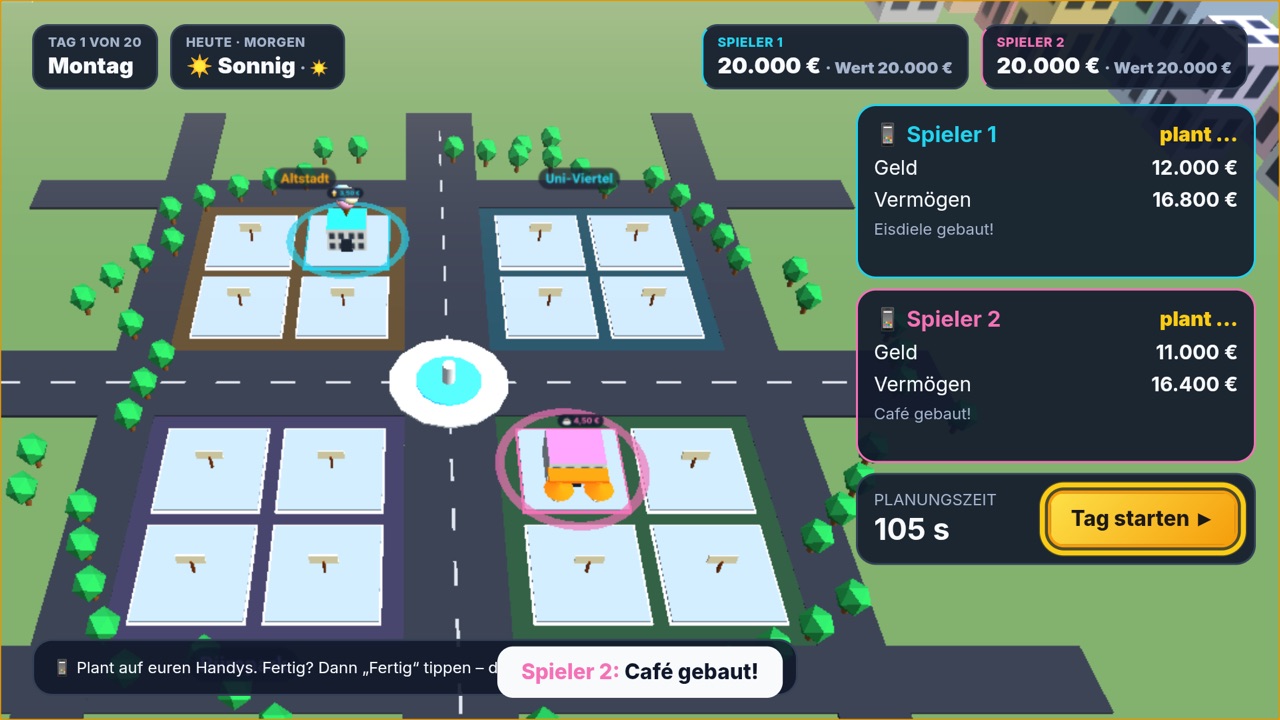 TAG 1 VON 20
Montag
HEUTE · MORGEN
Sonnig ·
SPIELER 1
20.000 € · Wert 20.000 €
SPIELER 2
20.000 € · Wert 20.000 €
Spieler 1 plant ...
Geld 12.000 €
Vermögen 16.800 €
Eisdiele gebaut!
Spieler 2 plant ...
Geld 11.000 €
Vermögen 16.400 €
Café gebaut!
PLANUNGSZEIT
105 s
Tag starten ►
Altstadt
Uni-Viertel
4,50 €
Plant auf euren Handys. Fertig? Dann „Fertig“ tippen – d
Spieler 2: Café gebaut!